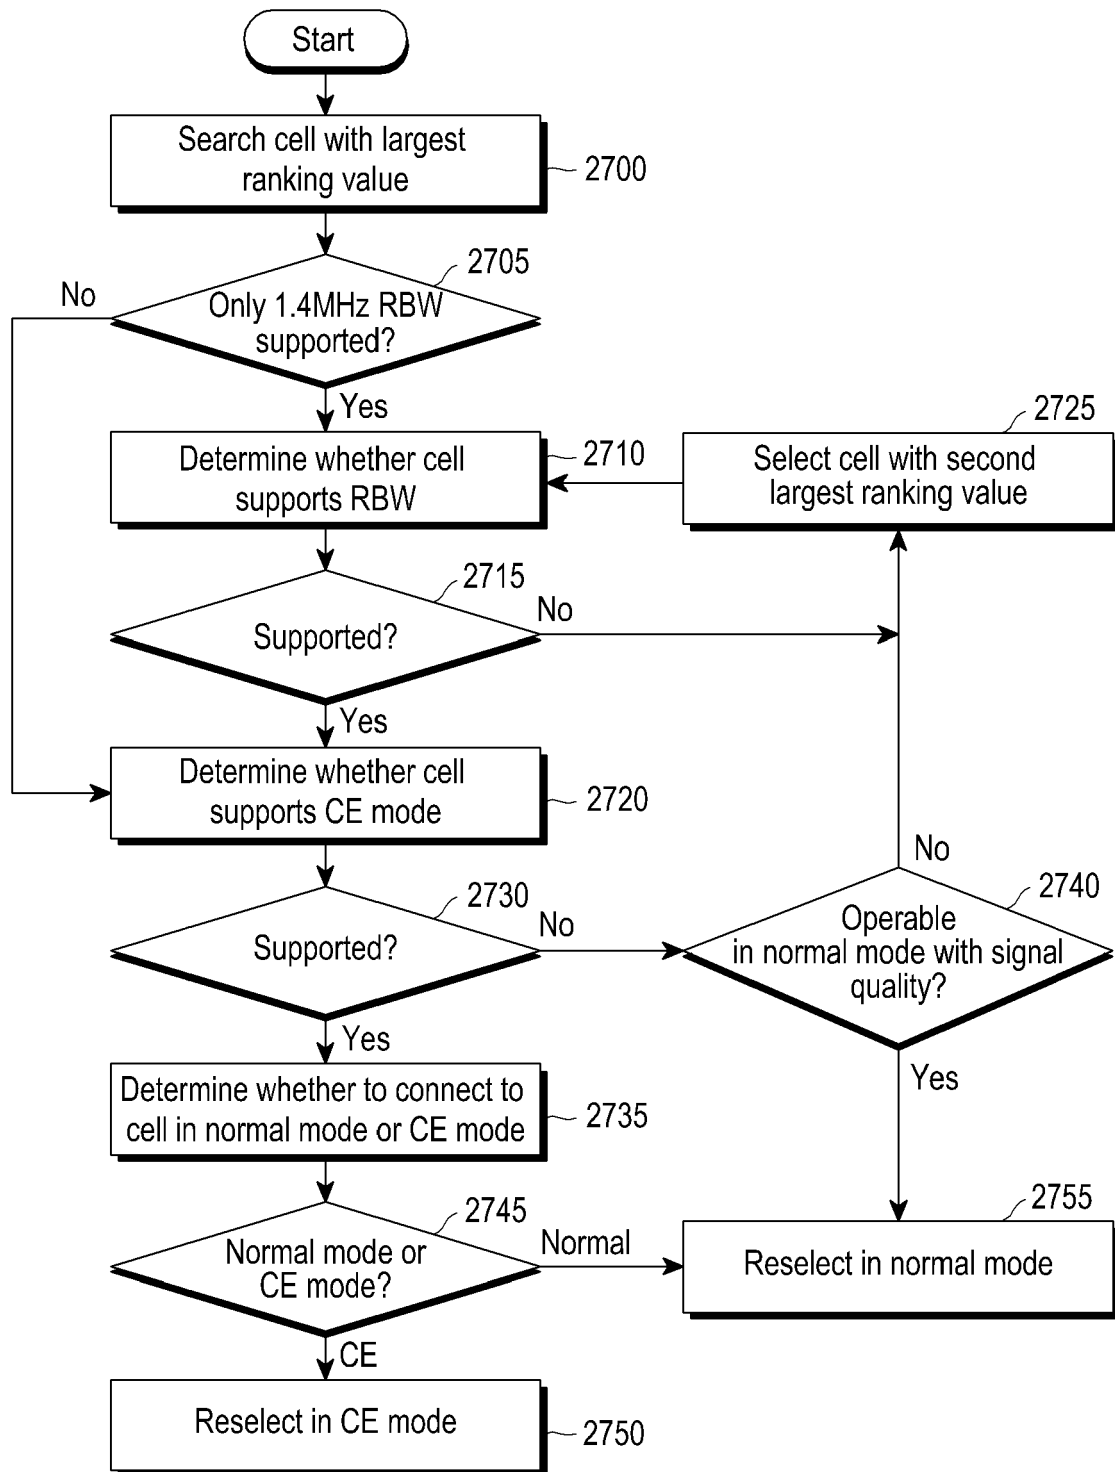 Start
Search cell with largest
ranking value
2700
2705
No
Only 1.4MHz RBW
supported?
Yes
2725
Determine whether cell
supports RBW
2710
Select cell with second
largest ranking value
2715
Supported?
No
Yes
Determine whether cell
supports CE mode
2720
No
2730
Supported?
No
2740
Operable
in normal mode with signal
quality?
Yes
Yes
Determine whether to connect to
cell in normal mode or CE mode
2735
2745
Normal mode or
CE mode?
Normal
2755
Reselect in normal mode
CE
Reselect in CE mode
2750